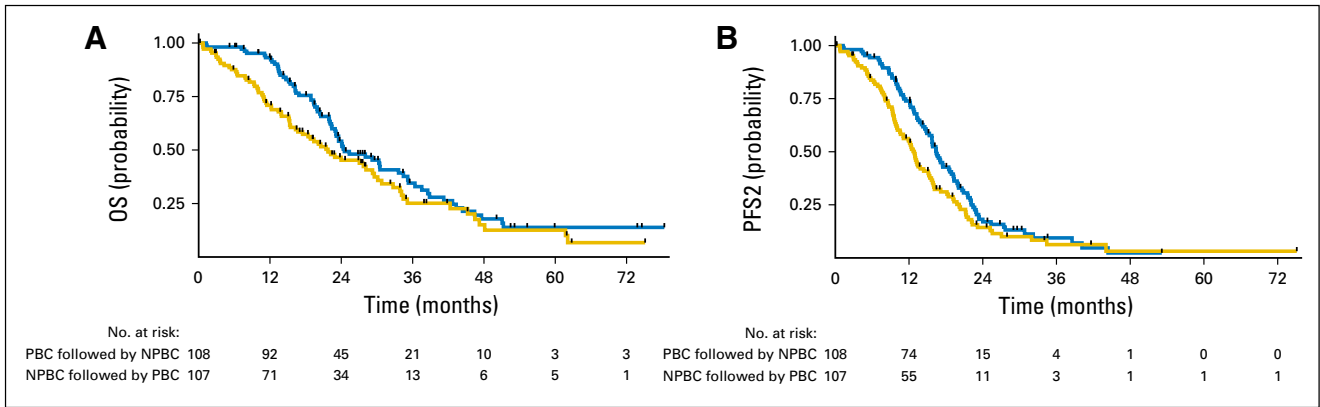 A
B
OS (probability)
1.00
0.75
0.50
0.25
0 12 24 36 48 60 72
Time (months)
PFS2 (probability)
1.00
0.75
0.50
0.25
0 12 24 36 48 60 72
Time (months)
No. at risk:
PBC followed by NPBC 108 92 45 21 10 3 3
NPBC followed by PBC 107 71 34 13 6 5 1
No. at risk:
PBC followed by NPBC 108 74 15 4 1 0 0
NPBC followed by PBC 107 55 11 3 1 1 1